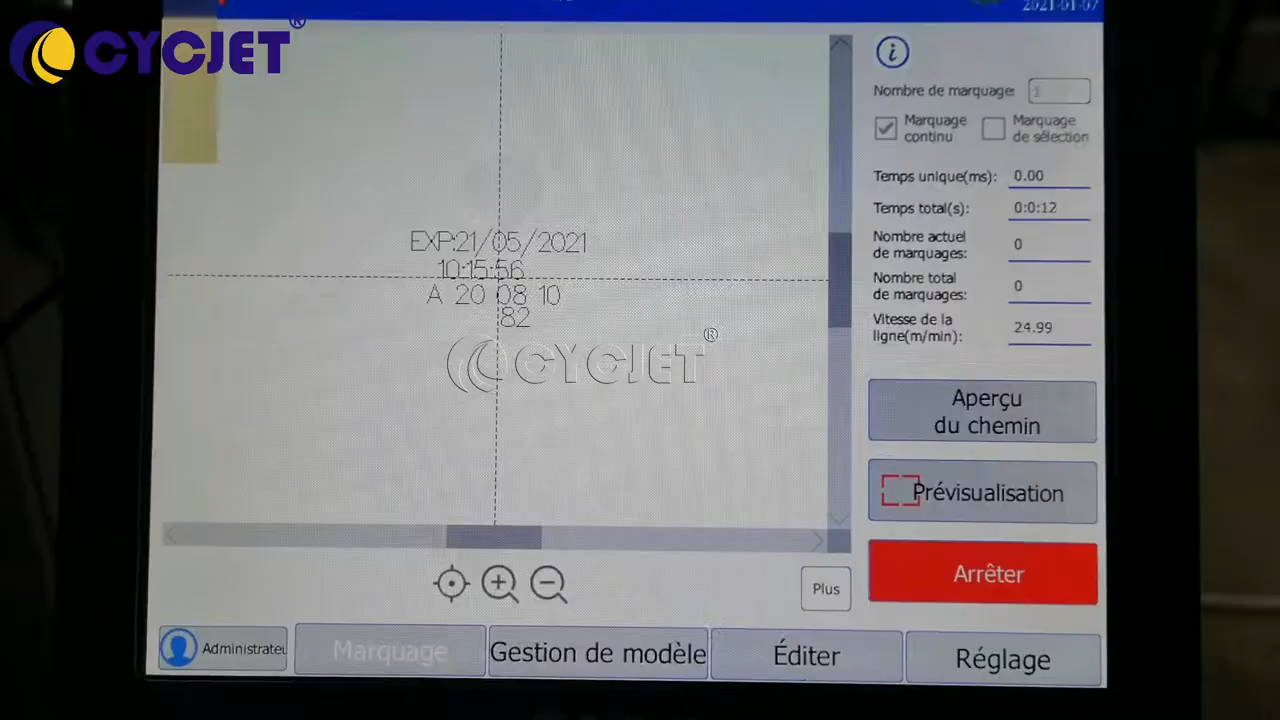 CYCJET®
2021-01-07
Nombre de marquage:
Marquage continu
Marquage de sélection
Temps unique(ms): 0.00
Temps total(s): 0:0:12
Nombre actuel
de marquages: 0
Nombre total
de marquages: 0
Vitesse de la
ligne(m/min): 24.99
EXP:21/05/2021
10:15:56
A 20 08 10
82
CYCJET®
Aperçu
du chemin
Prévisualisation
Arrêter
Plus
Administrateu
Marquage
Gestion de modèle
Éditer
Réglage